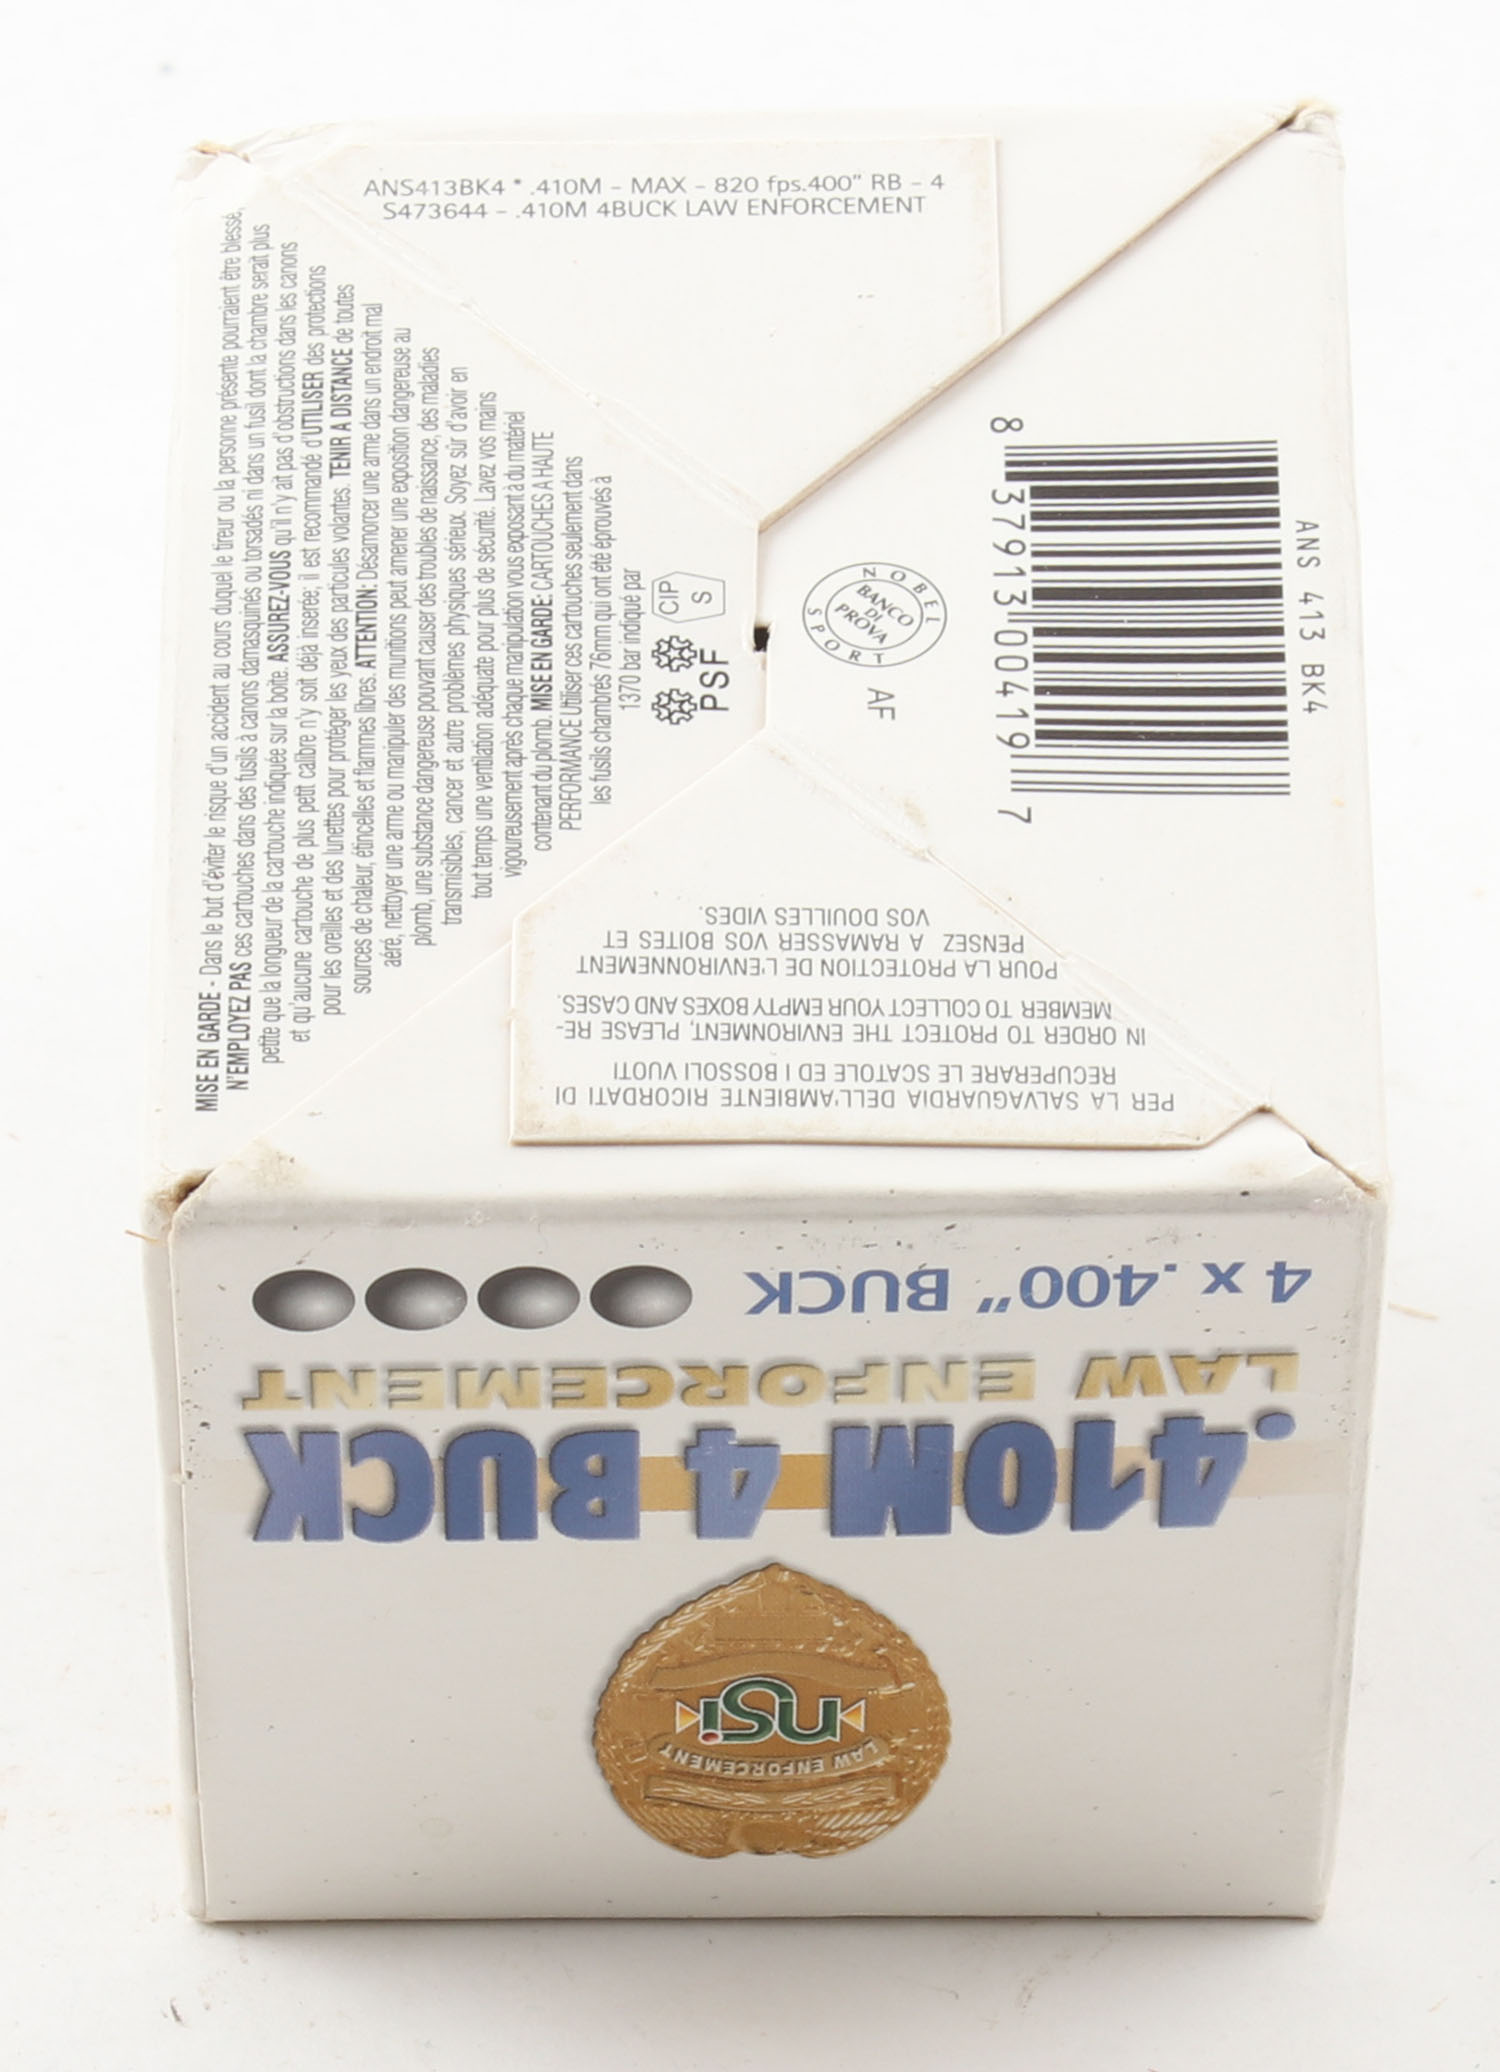 ANS413BK4 * .410M – MAX – 820 fps.400" RB – 4
S473644 – .410M 4BUCK LAW ENFORCEMENT
MISE EN GARDE - Dans le but d'éviter le risque d'un accident au cours duquel le tireur ou la personne présente pourraient être blessé,
N'EMPLOYEZ PAS ces cartouches dans des fusils à canons damasquinés ou torsadés ni dans un fusil dont la chambre serait plus
petite que la longueur de la cartouche indiquée sur la boîte. ASSUREZ-VOUS qu'il n'y ait pas d'obstructions dans les canons
et qu'aucune cartouche de plus petit calibre n'y soit déjà inserée; il est recommandé d'UTILISER des protections
pour les oreilles et des lunettes pour protéger les yeux des particules volantes. TENIR A DISTANCE de toutes
sources de chaleur, étincelles et flammes libres. ATTENTION: Désamorcer une arme dans un endroit mal
aéré, nettoyer une arme ou manipuler des munitions peut amener une exposition dangereuse au
plomb, une substance dangereuse pouvant causer des troubles de naissance, des maladies
transmisibles, cancer et autre problèmes physiques sérieux. Soyez sûr d'avoir en
tout temps une ventilation adéquate pour plus de sécurité. Lavez vos mains
vigoureusement après chaque manipulation vous exposant à du matériel
contenant du plomb. MISE EN GARDE: CARTOUCHES A HAUTE
PERFORMANCE Utiliser ces cartouches seulement dans
les fusils chambrés 76mm qui ont été éprouvés à
1370 bar indiqué par
CIP
S
PSF
NOBEL
BANCO
DI
PROVA
SPORT
AF
8 37913 00419 7
ANS 413 BK4
PER LA SALVAGUARDIA DELL'AMBIENTE RICORDATI DI
RECUPERARE LE SCATOLE ED I BOSSOLI VUOTI
IN ORDER TO PROTECT THE ENVIRONMENT, PLEASE RE-
MEMBER TO COLLECT YOUR EMPTY BOXES AND CASES.
POUR LA PROTECTION DE L'ENVIRONNEMENT
PENSEZ A RAMASSER VOS BOITES ET
VOS DOUILLES VIDES.
LAW ENFORCEMENT
nsi
.410M 4 BUCK
LAW ENFORCEMENT
4 x .400" BUCK